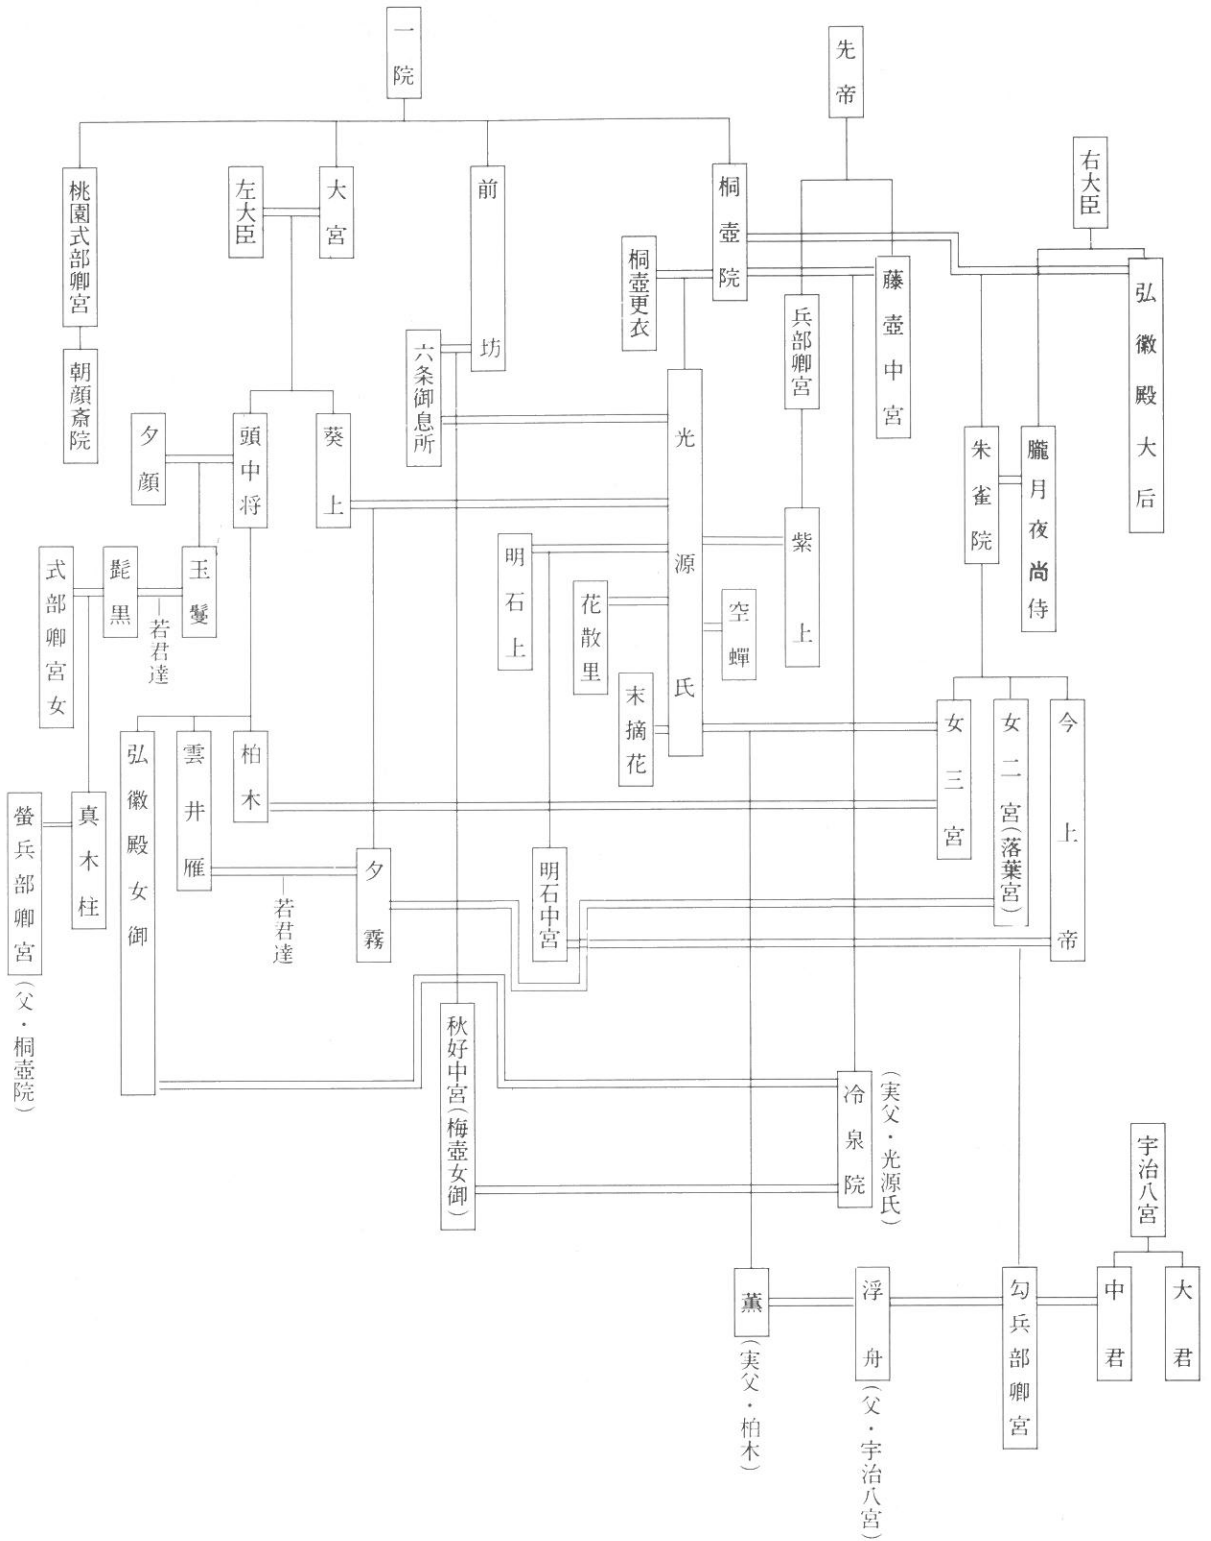 一院
先帝
右大臣
桃園式部卿宮
左大臣
大宮
前坊
桐壺院
桐壺更衣
藤壺中宮
弘徽殿大后
兵部卿宮
六条御息所
朝顔斎院
光源氏
夕顔
頭中将
葵上
朱雀院
朧月夜尚侍
紫上
明石上
花散里
空蟬
末摘花
式部卿宮女
髭黒
玉鬘
若君達
女三宮
女二宮(落葉宮)
今上帝
弘徽殿女御
雲井雁
柏木
螢兵部卿宮
(父・桐壺院)
真木柱
若君達
夕霧
明石中宮
秋好中宮(梅壺女御)
冷泉院
(実父・光源氏)
宇治八宮
薫
(実父・柏木)
浮舟
(父・宇治八宮)
匂兵部卿宮
中君
大君